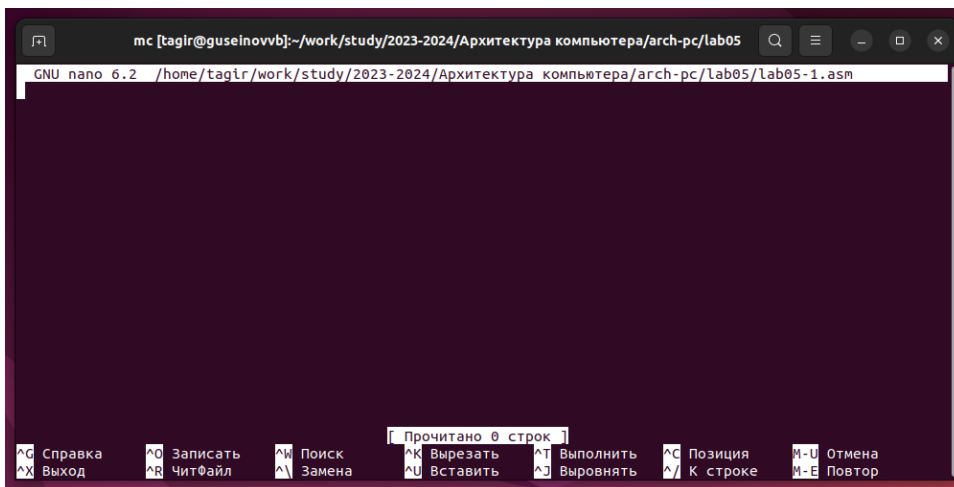 mc [tagir@guseinovvb]:~/work/study/2023-2024/Архитектура компьютера/arch-pc/lab05
GNU nano 6.2 /home/tagir/work/study/2023-2024/Архитектура компьютера/arch-pc/lab05/lab05-1.asm
[ Прочитано 0 строк ]
^G Справка ^O Записать ^W Поиск ^K Вырезать ^T Выполнить ^C Позиция M-U Отмена
^X Выход ^R ЧитФайл ^\ Замена ^U Вставить ^J Выровнять ^/ К строке M-E Повтор